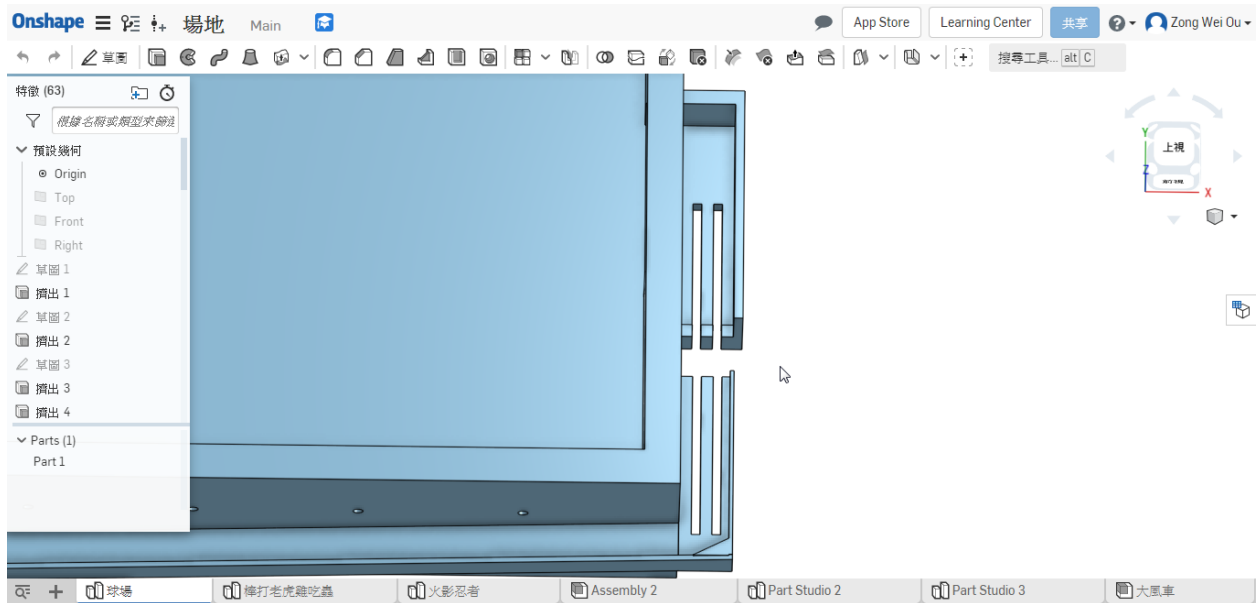 Onshape 場地 Main App Store Learning Center 共享 Zong Wei Ou
草圖 搜尋工具... alt C
特徵 (63)
根據名稱或類型來篩選
預設幾何
Origin
Top
Front
Right
草圖 1
擠出 1
草圖 2
擠出 2
草圖 3
擠出 3
擠出 4
Parts (1)
Part 1
Y
上視
Z
X
球場 棒打老虎雞吃蟲 火影忍者 Assembly 2 Part Studio 2 Part Studio 3 大風車